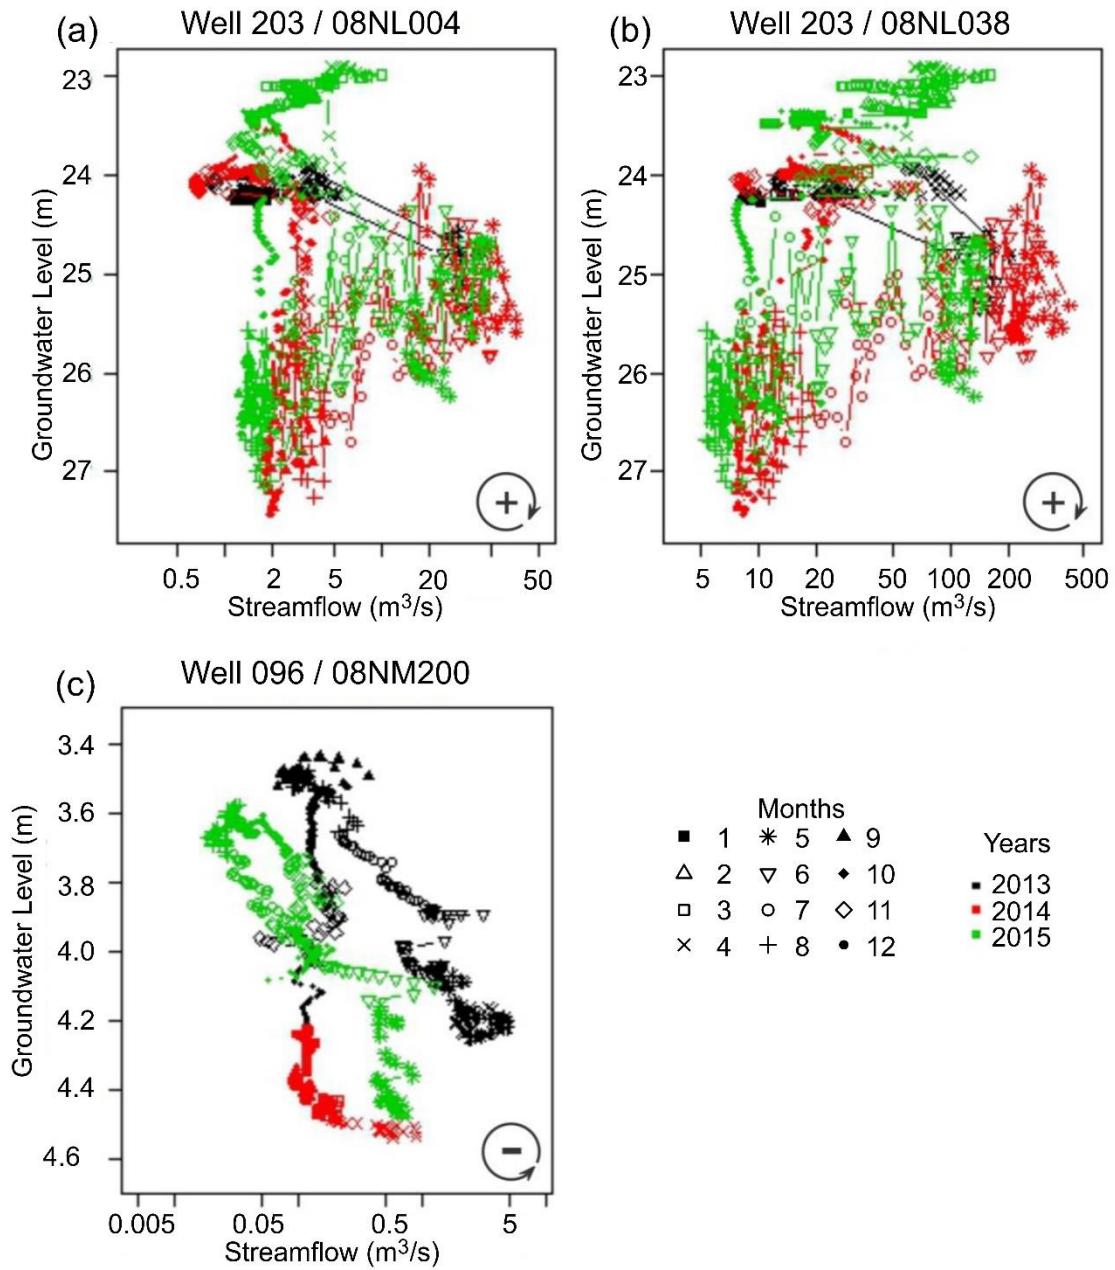 (a) Well 203 / 08NL004
(b) Well 203 / 08NL038
Groundwater Level (m)
23
24
25
26
27
+
0.5 2 5 20 50
Streamflow (m³/s)
Groundwater Level (m)
23
24
25
26
27
+
5 10 20 50 100 200 500
Streamflow (m³/s)
(c) Well 096 / 08NM200
Groundwater Level (m)
3.4
3.6
3.8
4.0
4.2
4.4
4.6
-
0.005 0.05 0.5 5
Streamflow (m³/s)
Months
1 5 9
2 6 10
3 7 11
4 8 12
Years
2013
2014
2015